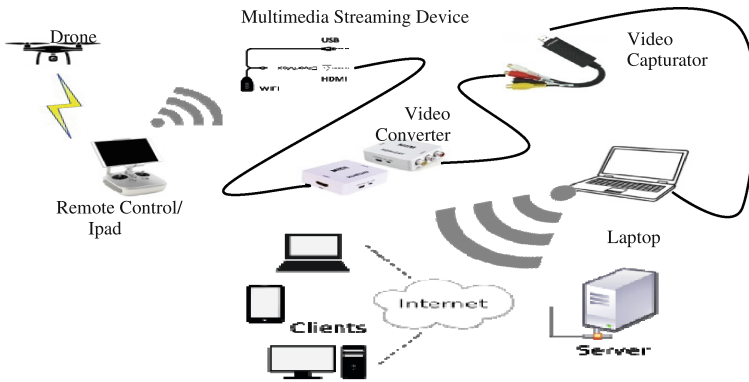 Multimedia Streaming Device
Drone
USB
HDMI
WIFI
Video
Capturator
Video
Converter
Remote Control/
Ipad
Laptop
Internet
Clients
Server